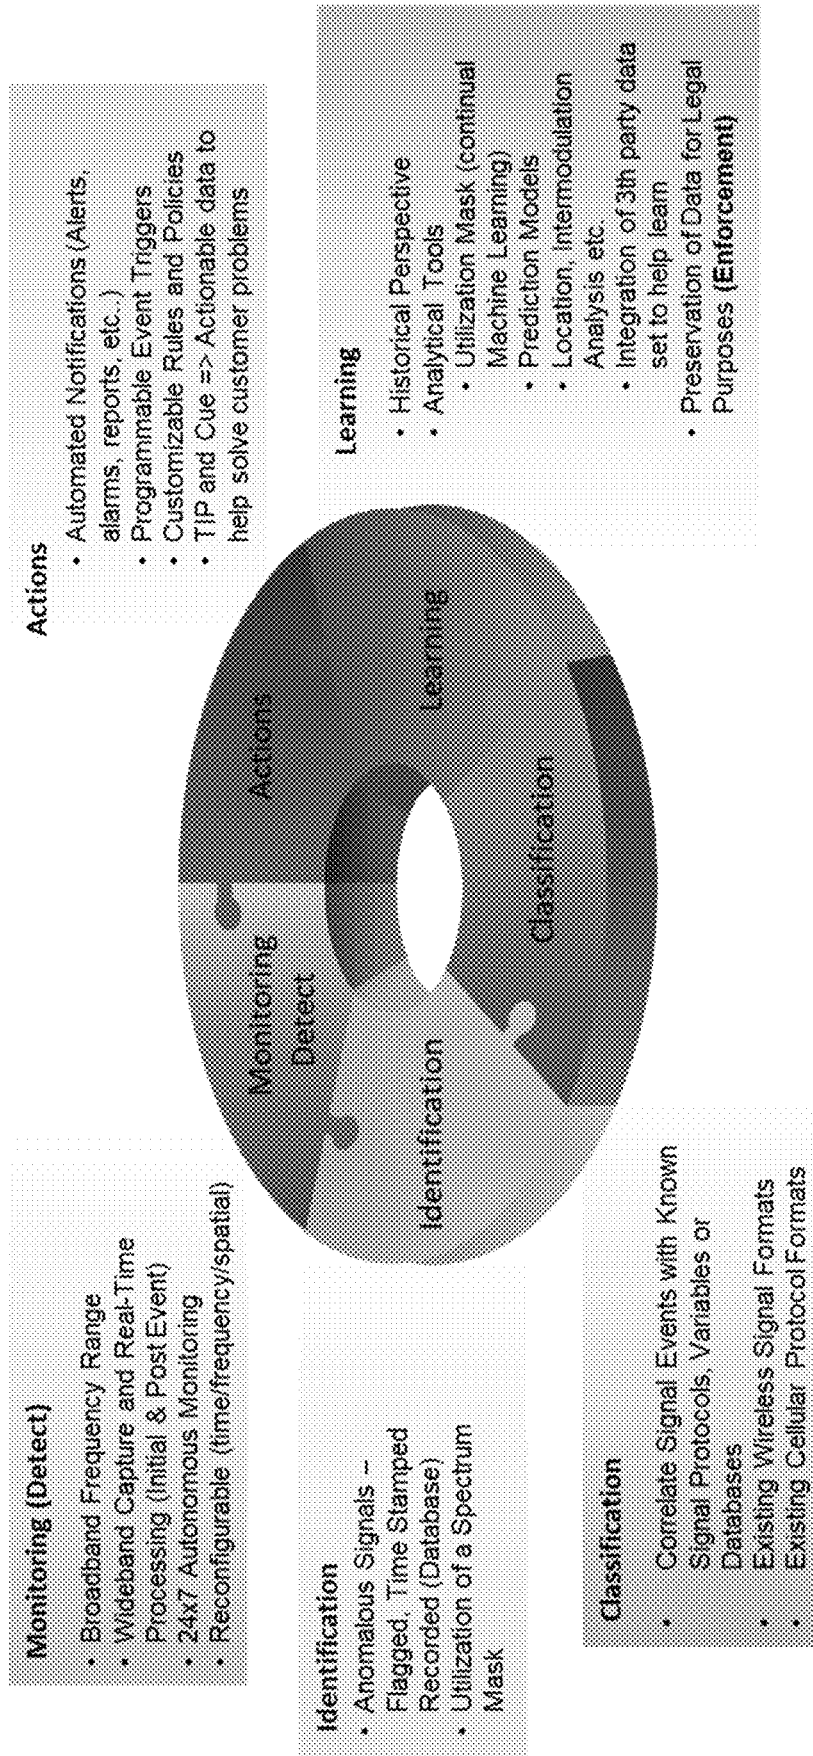 Monitoring (Detect)
• Broadband Frequency Range
• Wideband Capture and Real-Time
Processing (Initial & Post Event)
• 24x7 Autonomous Monitoring
• Reconfigurable (time/frequency/spatial)
Actions
• Automated Notifications (Alerts,
alarms, reports, etc..)
• Programmable Event Triggers
• Customizable Rules and Policies
• TIP and Cue => Actionable data to
help solve customer problems
Identification
• Anomalous Signals –
Flagged, Time Stamped
Recorded (Database)
• Utilization of a Spectrum
Mask
Monitoring
Detect
Actions
Identification
Learning
Classification
Learning
• Historical Perspective
• Analytical Tools
• Utilization Mask (continual
Machine Learning)
• Prediction Models
• Location, Intermodulation
Analysis etc.
• Integration of 3th party data
set to help learn
• Preservation of Data for Legal
Purposes (Enforcement)
Classification
• Correlate Signal Events with Known
Signal Protocols, Variables or
Databases
• Existing Wireless Signal Formats
• Existing Cellular Protocol Formats